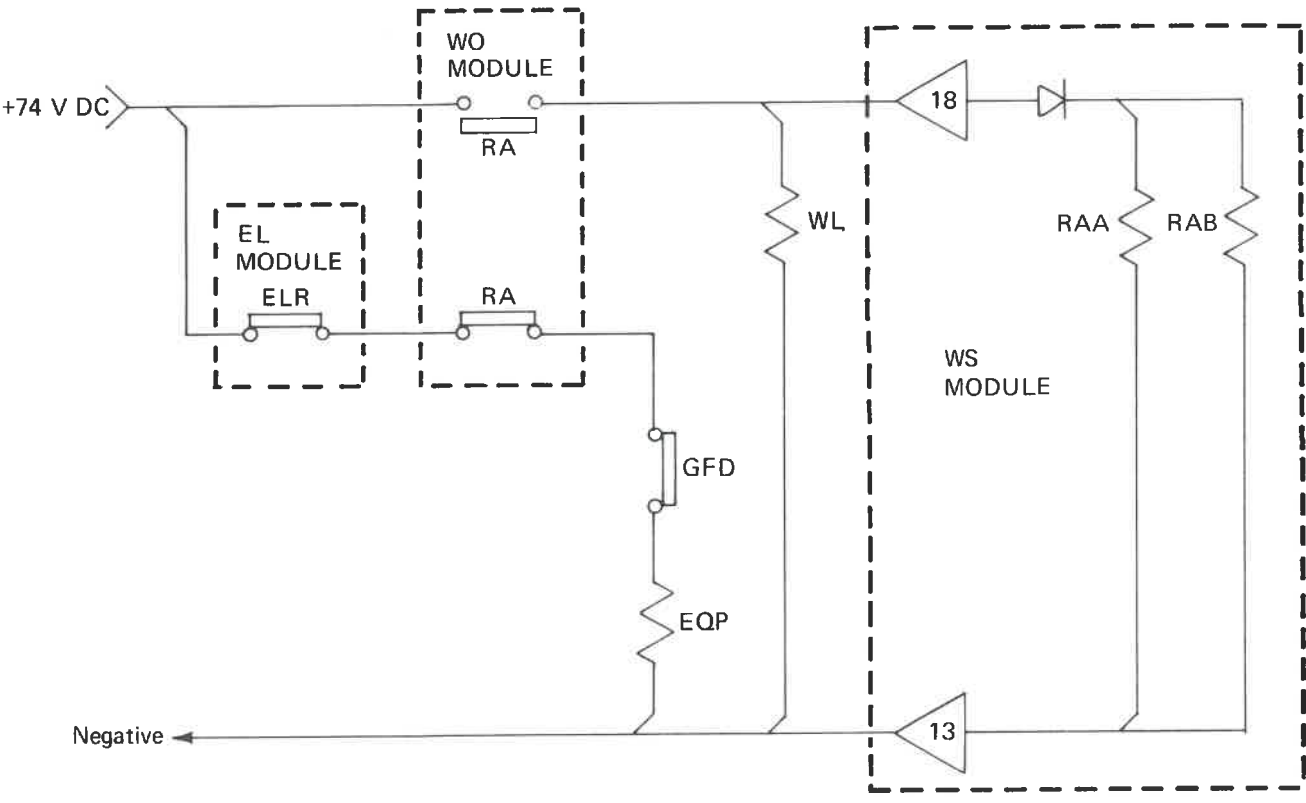 WO
MODULE
+74 V DC
18
RA
WL
RAA
RAB
EL
MODULE
ELR
RA
WS
MODULE
GFD
EQP
Negative
13